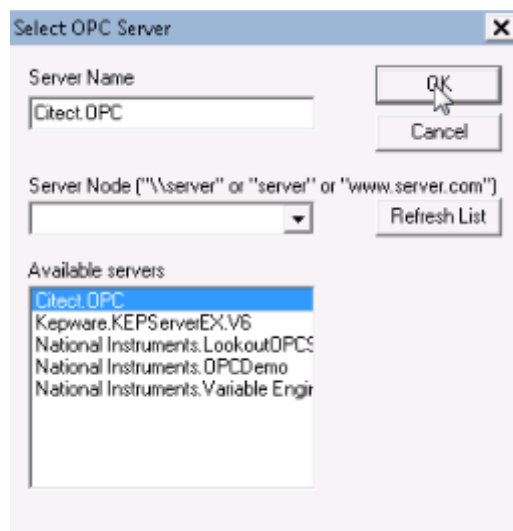 Select OPC Server
Server Name
OK
Citect.OPC
Cancel
Server Node ("\\server" or "server" or "www.server.com")
Refresh List
Available servers
Citect.OPC
Kepware.KEPServerEX.V6
National Instruments.LookoutOPCS
National Instruments.OPCDemo
National Instruments.Variable Engir